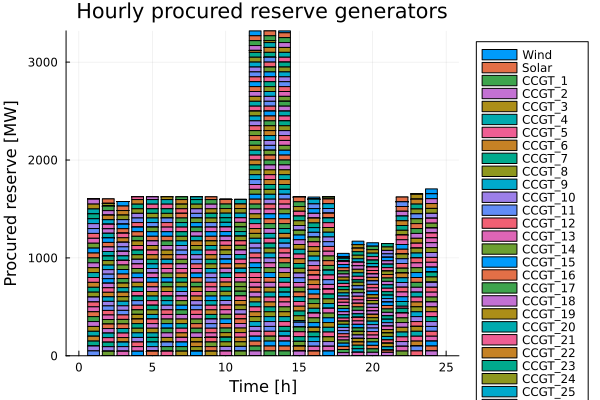 Hourly procured reserve generators
Procured reserve [MW]
3000
2000
1000
0
0 5 10 15 20 25
Time [h]
Wind
Solar
CCGT_1
CCGT_2
CCGT_3
CCGT_4
CCGT_5
CCGT_6
CCGT_7
CCGT_8
CCGT_9
CCGT_10
CCGT_11
CCGT_12
CCGT_13
CCGT_14
CCGT_15
CCGT_16
CCGT_17
CCGT_18
CCGT_19
CCGT_20
CCGT_21
CCGT_22
CCGT_23
CCGT_24
CCGT_25